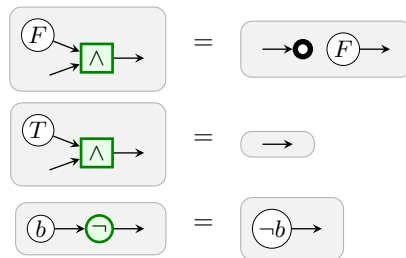 F ∧ = F
T ∧ =
b ¬ = ¬b